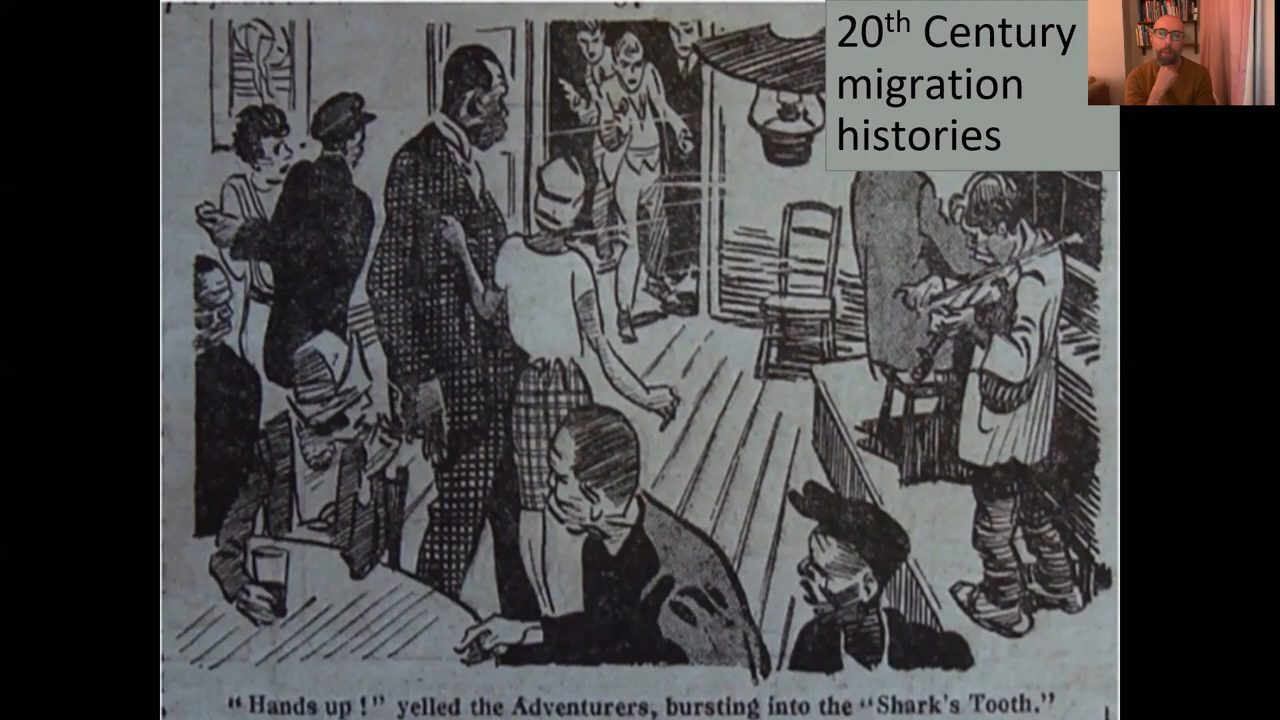 20th Century
migration
histories
"Hands up!" yelled the Adventurers, bursting into the "Shark's Tooth."